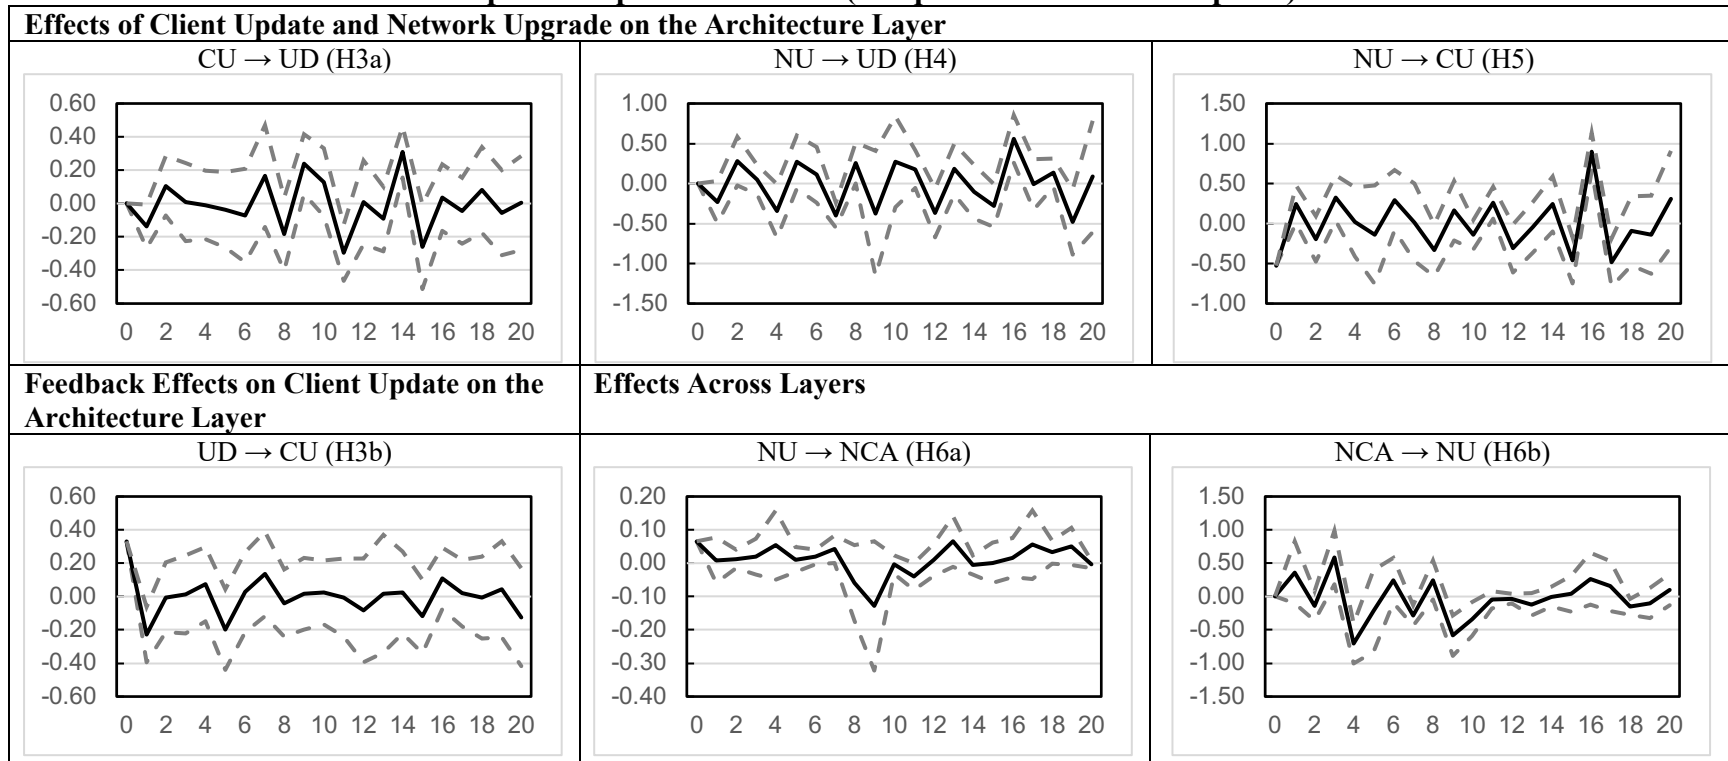 Effects of Client Update and Network Upgrade on the Architecture Layer
CU → UD (H3a)
0.60
0.40
0.20
0.00
-0.20
-0.40
-0.60
0 2 4 6 8 10 12 14 16 18 20
NU → UD (H4)
1.00
0.50
0.00
-0.50
-1.00
-1.50
0 2 4 6 8 10 12 14 16 18 20
NU → CU (H5)
1.50
1.00
0.50
0.00
-0.50
-1.00
0 2 4 6 8 10 12 14 16 18 20
Feedback Effects on Client Update on the
Architecture Layer
Effects Across Layers
UD → CU (H3b)
0.60
0.40
0.20
0.00
-0.20
-0.40
-0.60
0 2 4 6 8 10 12 14 16 18 20
NU → NCA (H6a)
0.20
0.10
0.00
-0.10
-0.20
-0.30
-0.40
0 2 4 6 8 10 12 14 16 18 20
NCA → NU (H6b)
1.50
1.00
0.50
0.00
-0.50
-1.00
-1.50
0 2 4 6 8 10 12 14 16 18 20